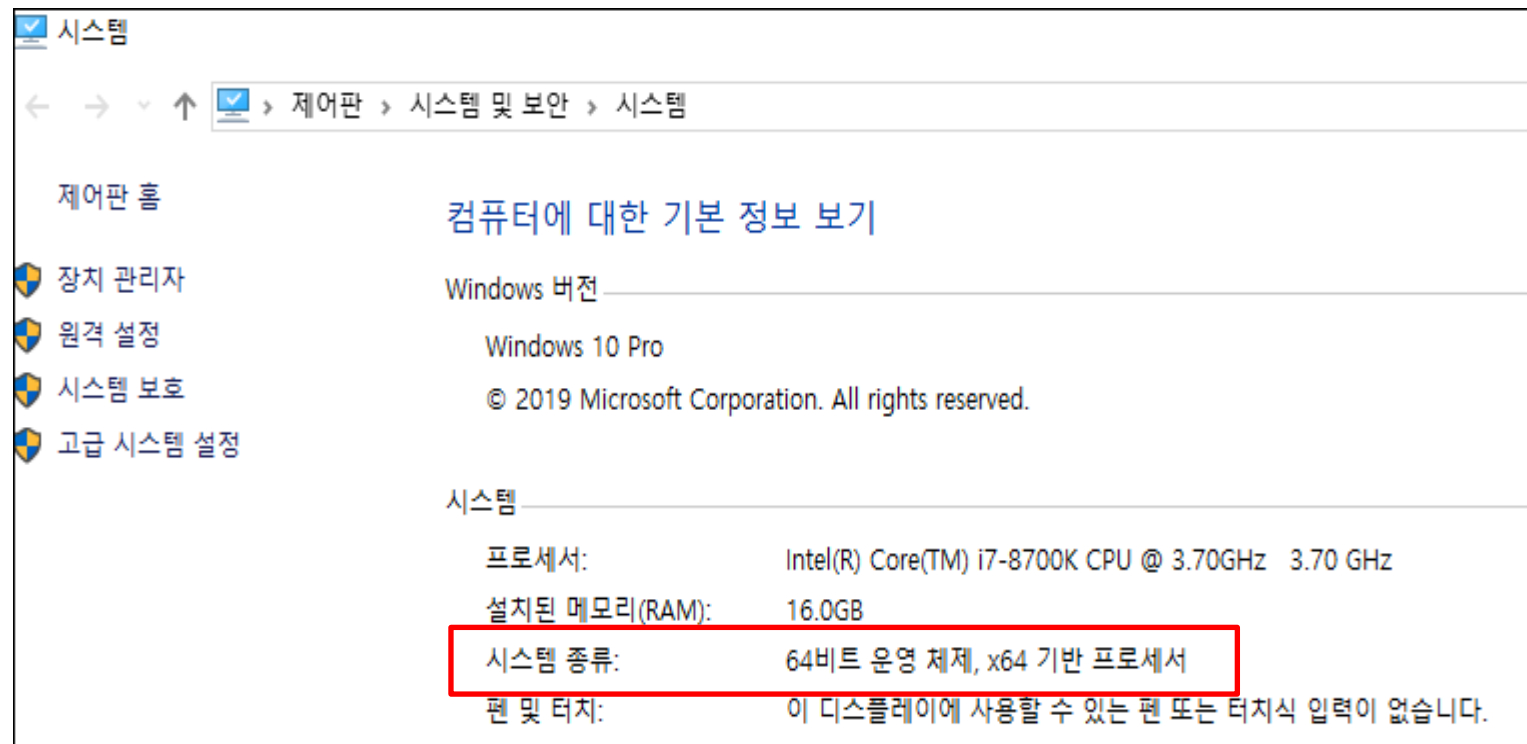 시스템
제어판 › 시스템 및 보안 › 시스템
제어판 홈
장치 관리자
원격 설정
시스템 보호
고급 시스템 설정
컴퓨터에 대한 기본 정보 보기
Windows 버전
Windows 10 Pro
© 2019 Microsoft Corporation. All rights reserved.
시스템
프로세서: Intel(R) Core(TM) i7-8700K CPU @ 3.70GHz 3.70 GHz
설치된 메모리(RAM): 16.0GB
시스템 종류: 64비트 운영 체제, x64 기반 프로세서
펜 및 터치: 이 디스플레이에 사용할 수 있는 펜 또는 터치식 입력이 없습니다.